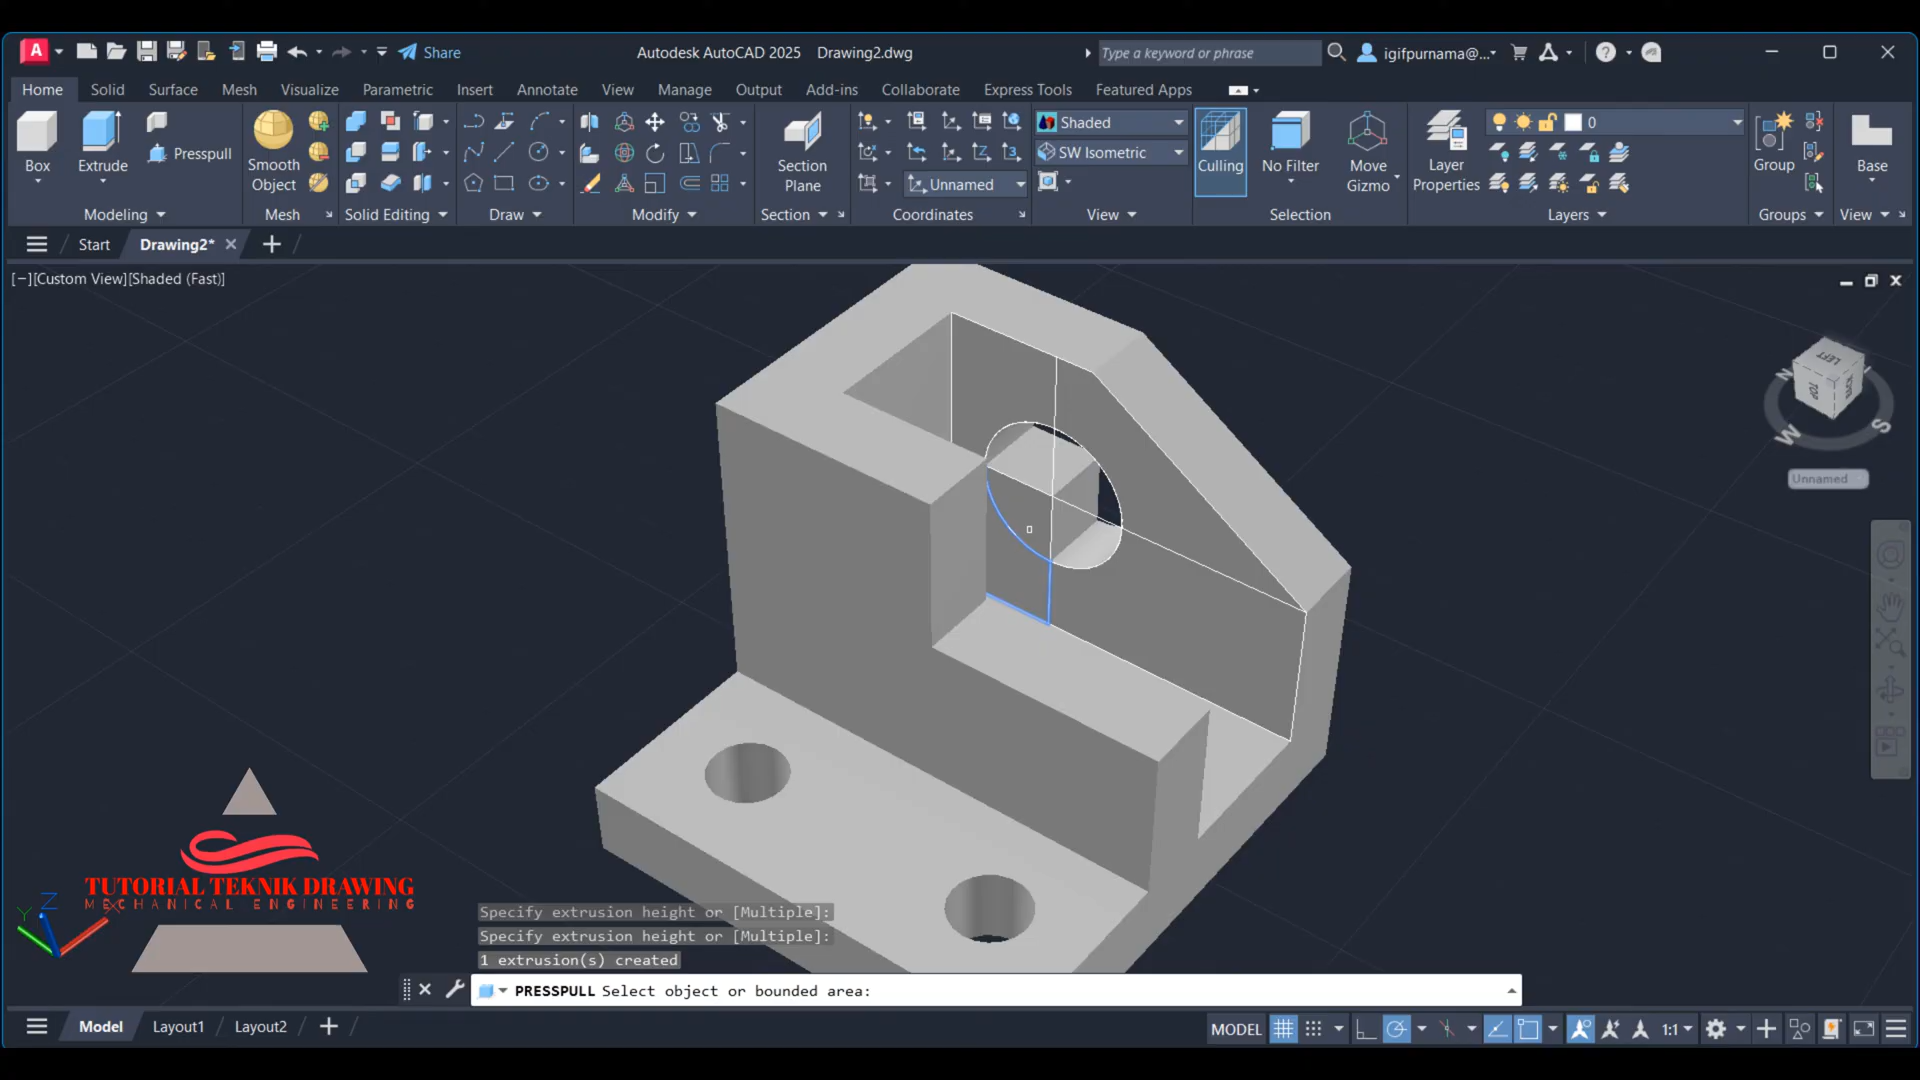 A Share Autodesk AutoCAD 2025 Drawing2.dwg Type a keyword or phrase igifpurnama@...
Home Solid Surface Mesh Visualize Parametric Insert Annotate View Manage Output Add-ins Collaborate Express Tools Featured Apps
Box Extrude Presspull Smooth Object Section Plane Unnamed Shaded SW Isometric Culling No Filter Move Gizmo Layer Properties 0 Group Base
Modeling Mesh Solid Editing Draw Modify Section Coordinates View Selection Layers Groups View
Start Drawing2* 
[−][Custom View][Shaded (Fast)]
LEFT
TOP
N
W
S
Unnamed
TUTORIAL TEKNIK DRAWING
MECHANICAL ENGINEERING
Z
Y
X
Specify extrusion height or [Multiple]:
Specify extrusion height or [Multiple]:
1 extrusion(s) created
PRESSPULL Select object or bounded area:
Model Layout1 Layout2 MODEL 1:1